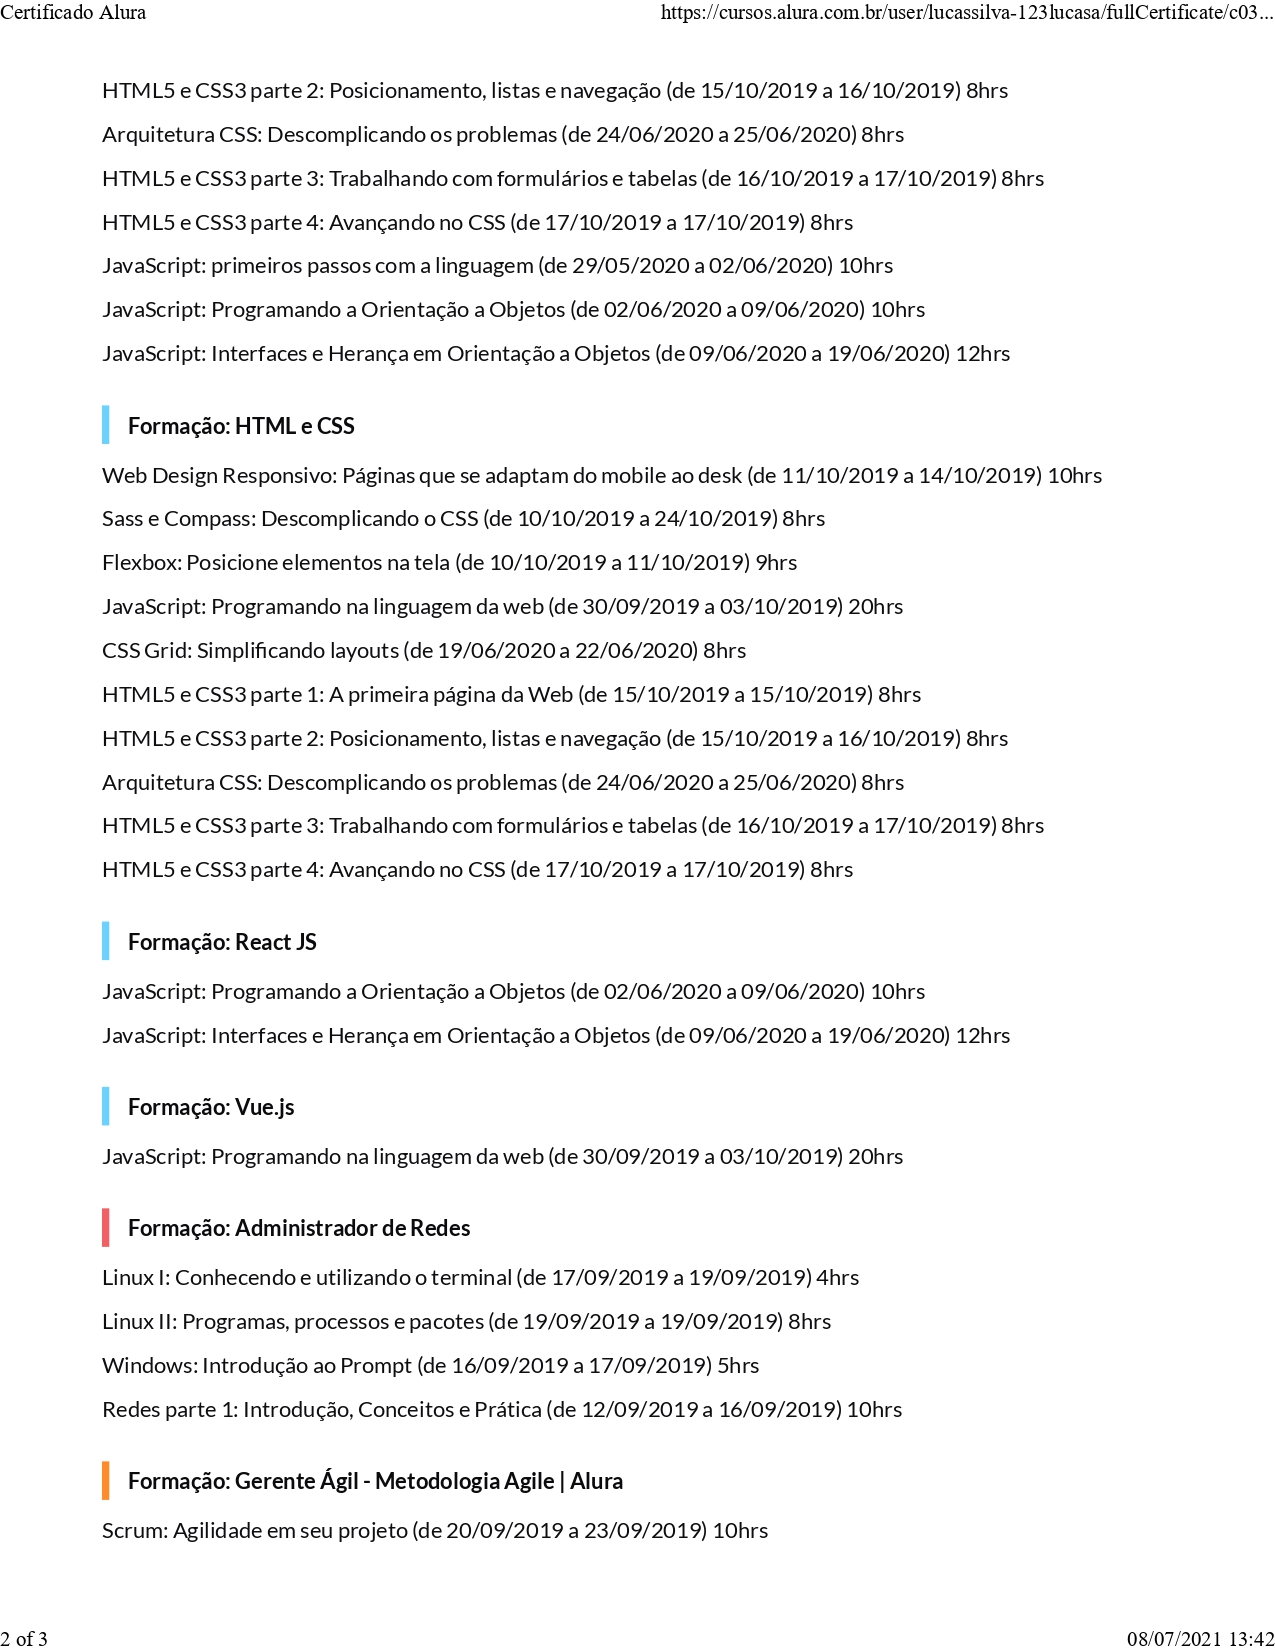 Certificado Alura
https://cursos.alura.com.br/user/lucassilva-123lucasa/fullCertificate/c03...
HTML5 e CSS3 parte 2: Posicionamento, listas e navegação (de 15/10/2019 a 16/10/2019) 8hrs
Arquitetura CSS: Descomplicando os problemas (de 24/06/2020 a 25/06/2020) 8hrs
HTML5 e CSS3 parte 3: Trabalhando com formulários e tabelas (de 16/10/2019 a 17/10/2019) 8hrs
HTML5 e CSS3 parte 4: Avançando no CSS (de 17/10/2019 a 17/10/2019) 8hrs
JavaScript: primeiros passos com a linguagem (de 29/05/2020 a 02/06/2020) 10hrs
JavaScript: Programando a Orientação a Objetos (de 02/06/2020 a 09/06/2020) 10hrs
JavaScript: Interfaces e Herança em Orientação a Objetos (de 09/06/2020 a 19/06/2020) 12hrs
Formação: HTML e CSS
Web Design Responsivo: Páginas que se adaptam do mobile ao desk (de 11/10/2019 a 14/10/2019) 10hrs
Sass e Compass: Descomplicando o CSS (de 10/10/2019 a 24/10/2019) 8hrs
Flexbox: Posicione elementos na tela (de 10/10/2019 a 11/10/2019) 9hrs
JavaScript: Programando na linguagem da web (de 30/09/2019 a 03/10/2019) 20hrs
CSS Grid: Simplificando layouts (de 19/06/2020 a 22/06/2020) 8hrs
HTML5 e CSS3 parte 1: A primeira página da Web (de 15/10/2019 a 15/10/2019) 8hrs
HTML5 e CSS3 parte 2: Posicionamento, listas e navegação (de 15/10/2019 a 16/10/2019) 8hrs
Arquitetura CSS: Descomplicando os problemas (de 24/06/2020 a 25/06/2020) 8hrs
HTML5 e CSS3 parte 3: Trabalhando com formulários e tabelas (de 16/10/2019 a 17/10/2019) 8hrs
HTML5 e CSS3 parte 4: Avançando no CSS (de 17/10/2019 a 17/10/2019) 8hrs
Formação: React JS
JavaScript: Programando a Orientação a Objetos (de 02/06/2020 a 09/06/2020) 10hrs
JavaScript: Interfaces e Herança em Orientação a Objetos (de 09/06/2020 a 19/06/2020) 12hrs
Formação: Vue.js
JavaScript: Programando na linguagem da web (de 30/09/2019 a 03/10/2019) 20hrs
Formação: Administrador de Redes
Linux I: Conhecendo e utilizando o terminal (de 17/09/2019 a 19/09/2019) 4hrs
Linux II: Programas, processos e pacotes (de 19/09/2019 a 19/09/2019) 8hrs
Windows: Introdução ao Prompt (de 16/09/2019 a 17/09/2019) 5hrs
Redes parte 1: Introdução, Conceitos e Prática (de 12/09/2019 a 16/09/2019) 10hrs
Formação: Gerente Ágil - Metodologia Agile | Alura
Scrum: Agilidade em seu projeto (de 20/09/2019 a 23/09/2019) 10hrs
2 of 3
08/07/2021 13:42